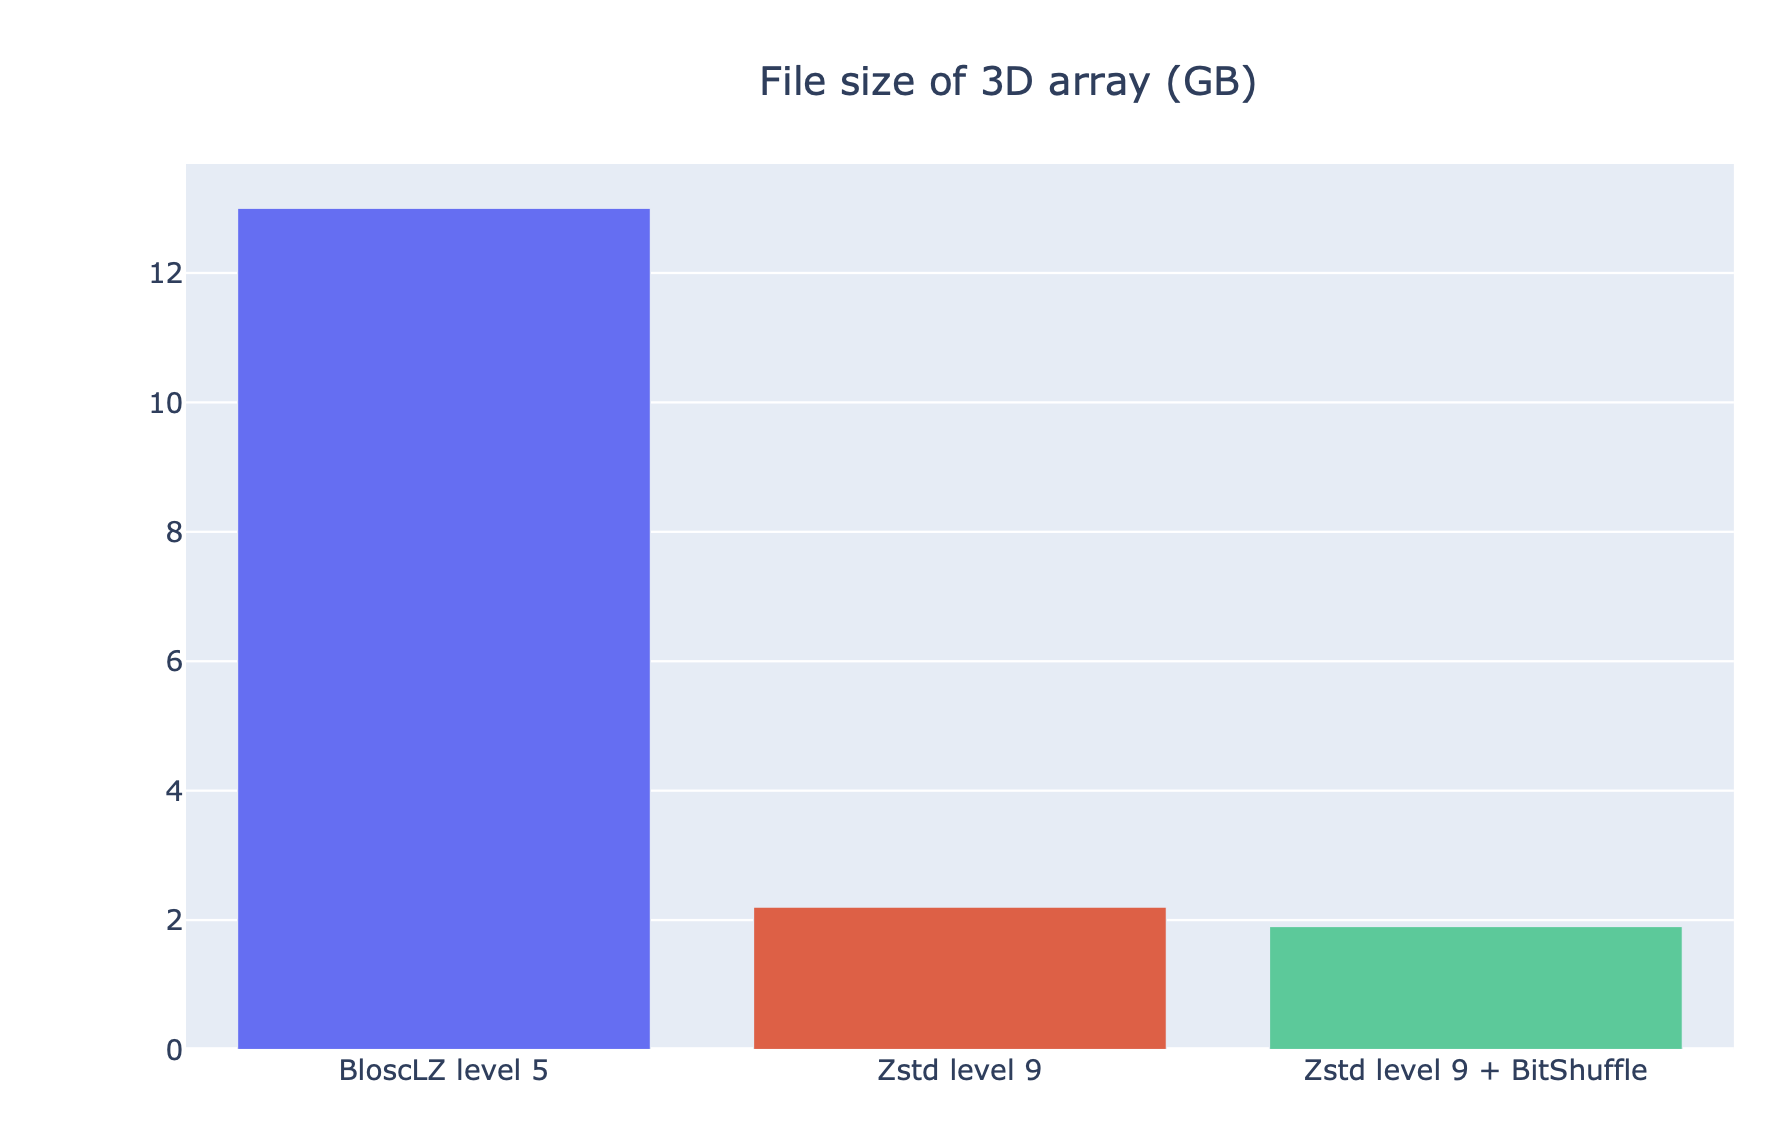 File size of 3D array (GB)
12
10
8
6
4
2
0
BloscLZ level 5
Zstd level 9
Zstd level 9 + BitShuffle